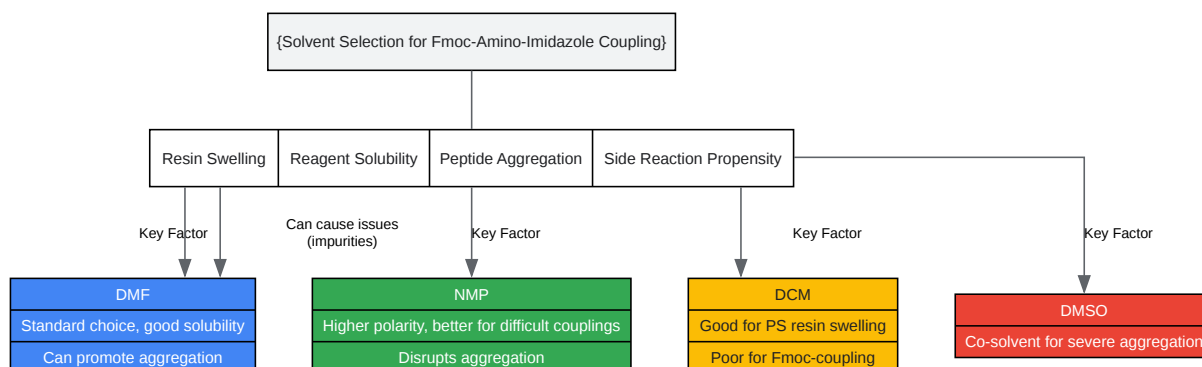 {Solvent Selection for Fmoc-Amino-Imidazole Coupling}
Resin Swelling
Reagent Solubility
Peptide Aggregation
Side Reaction Propensity
Key Factor
Can cause issues
(impurities)
Key Factor
Key Factor
Key Factor
DMF
Standard choice, good solubility
Can promote aggregation
NMP
Higher polarity, better for difficult couplings
Disrupts aggregation
DCM
Good for PS resin swelling
Poor for Fmoc-coupling
DMSO
Co-solvent for severe aggregation